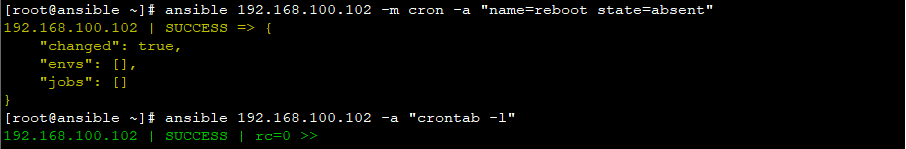 [root@ansible ~]# ansible 192.168.100.102 -m cron -a "name=reboot state=absent"
192.168.100.102 | SUCCESS => {
    "changed": true,
    "envs": [],
    "jobs": []
}
[root@ansible ~]# ansible 192.168.100.102 -a "crontab -l"
192.168.100.102 | SUCCESS | rc=0 >>